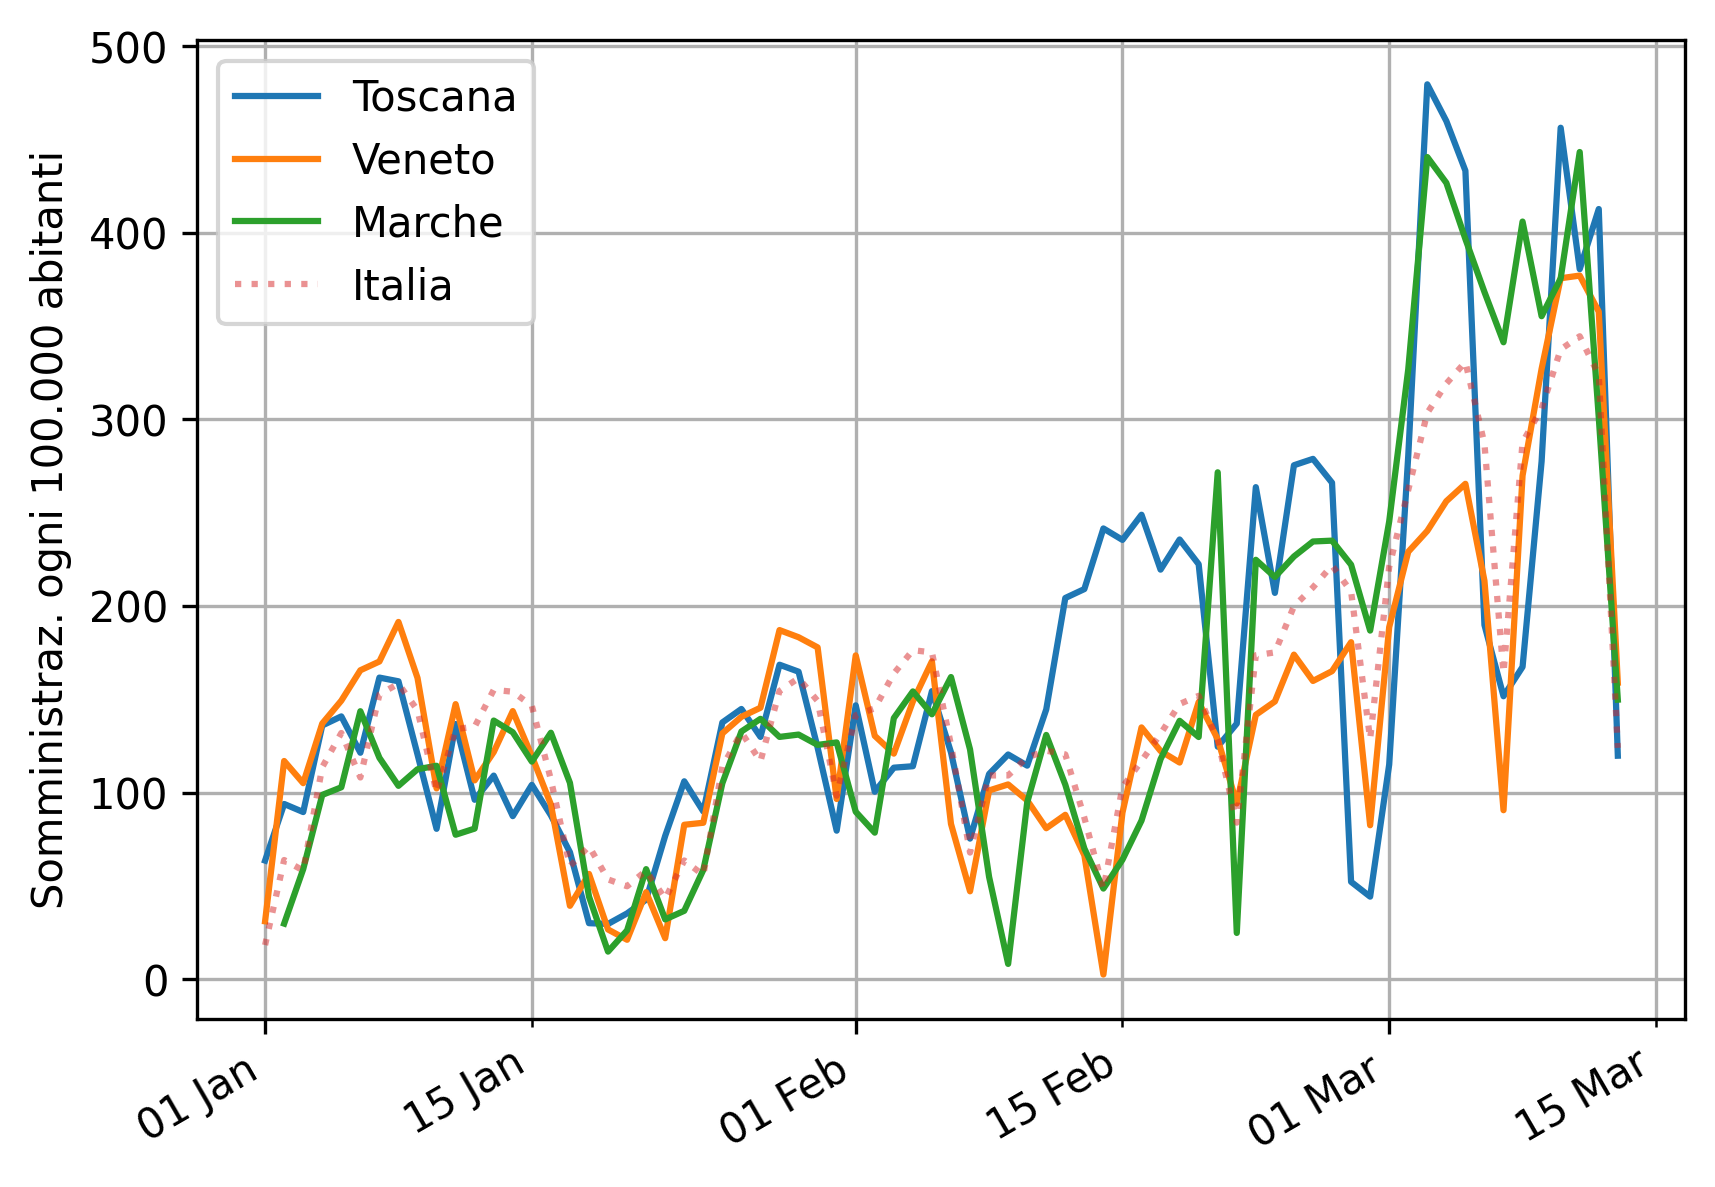 Somministraz. ogni 100.000 abitanti
500
400
300
200
100
0
Toscana
Veneto
Marche
Italia
01 Jan
15 Jan
01 Feb
15 Feb
01 Mar
15 Mar